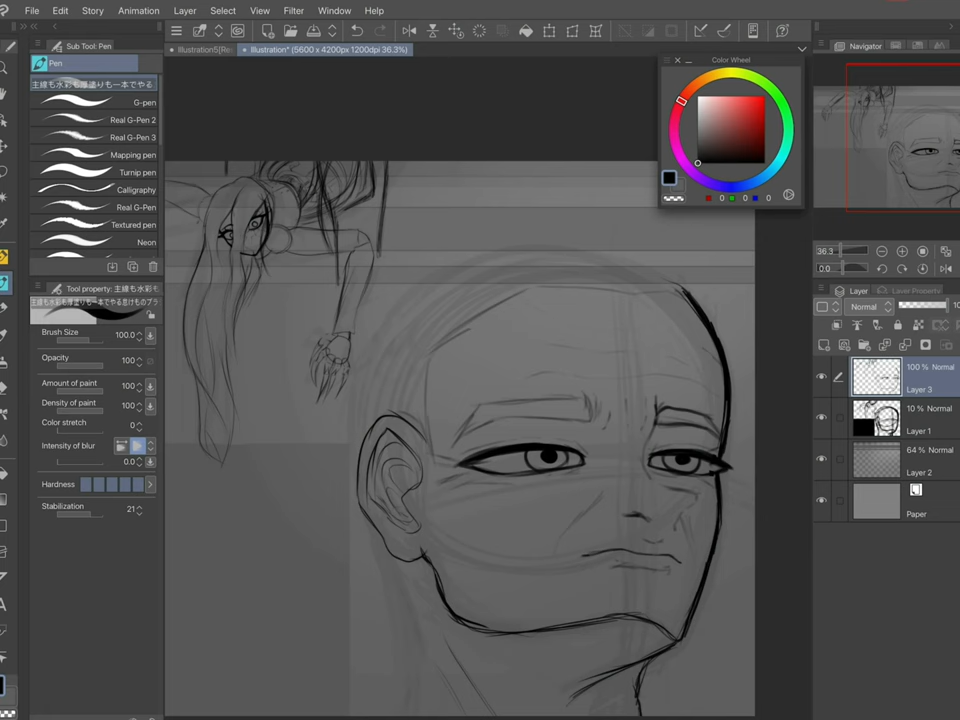 File Edit Story Animation Layer Select View Filter Window Help
Sub Tool: Pen
Illustration5[Re
Illustration* (5600 x 4200px 1200dpi 36.3%)
Pen
主線も水彩も厚塗りも一本でやる
G-pen
Real G-Pen 2
Real G-Pen 3
Mapping pen
Turnip pen
Calligraphy
Real G-Pen
Textured pen
Neon
Tool property: 主線も水彩も
Brush Size 100.0
Opacity 100
Amount of paint 100
Density of paint 100
Color stretch 0
Intensity of blur
0.0
Hardness
Stabilization 21
Color Wheel
0 0 0
Navigator
36.3
0.0
Layer Layer Property
Normal
100 % Normal
Layer 3
10 % Normal
Layer 1
64 % Normal
Layer 2
Paper